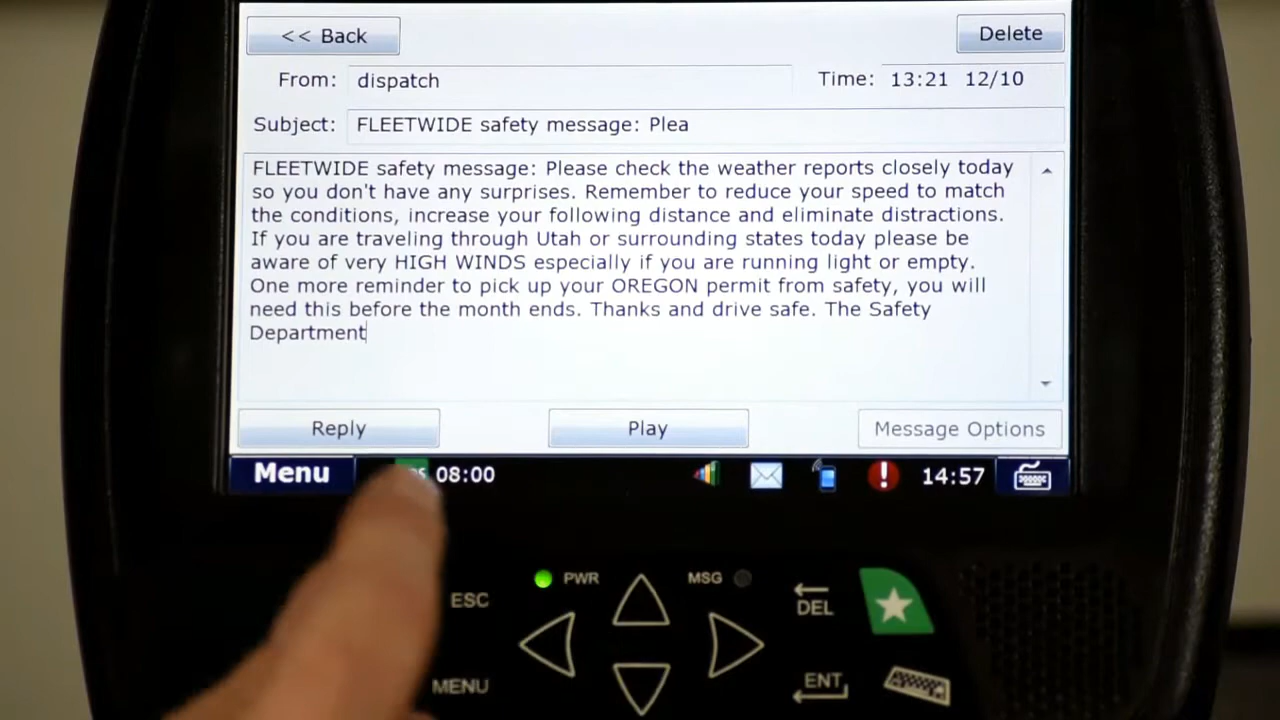 << Back
Delete
From: dispatch
Time: 13:21 12/10
Subject: FLEETWIDE safety message: Plea
FLEETWIDE safety message: Please check the weather reports closely today
so you don't have any surprises. Remember to reduce your speed to match
the conditions, increase your following distance and eliminate distractions.
If you are traveling through Utah or surrounding states today please be
aware of very HIGH WINDS especially if you are running light or empty.
One more reminder to pick up your OREGON permit from safety, you will
need this before the month ends. Thanks and drive safe. The Safety
Department
Reply
Play
Message Options
Menu
08:00
14:57
PWR
MSG
ESC
DEL
MENU
ENT